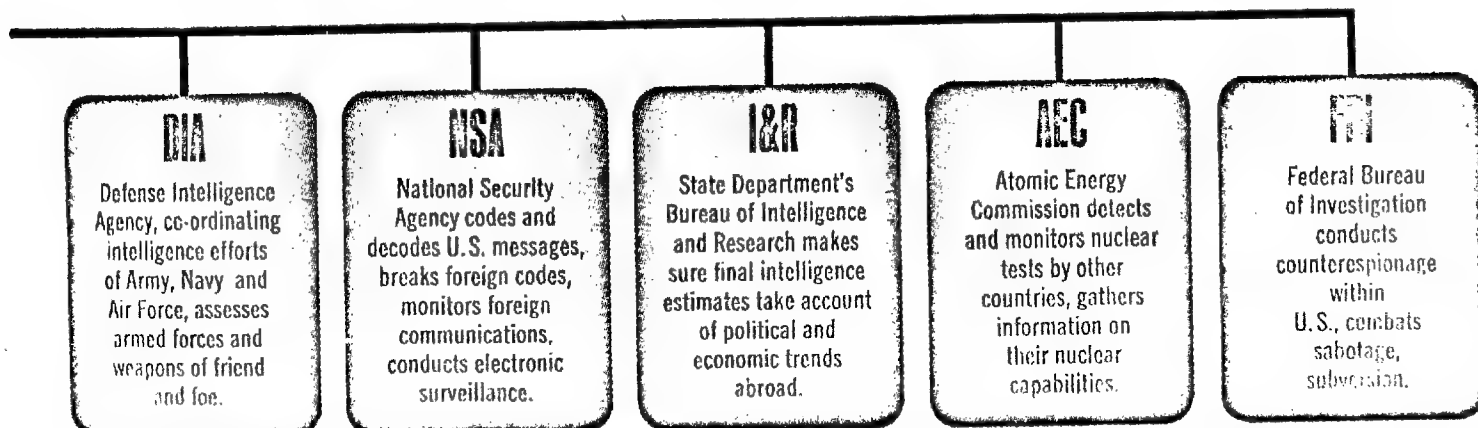 DIA
Defense Intelligence
Agency, co-ordinating
intelligence efforts
of Army, Navy and
Air Force, assesses
armed forces and
weapons of friend
and foe.
NSA
National Security
Agency codes and
decodes U.S. messages,
breaks foreign codes,
monitors foreign
communications,
conducts electronic
surveillance.
I&R
State Department's
Bureau of Intelligence
and Research makes
sure final intelligence
estimates take account
of political and
economic trends
abroad.
AEC
Atomic Energy
Commission detects
and monitors nuclear
tests by other
countries, gathers
information on
their nuclear
capabilities.
FBI
Federal Bureau
of Investigation
conducts
counterespionage
within
U.S., combats
sabotage,
subversion.